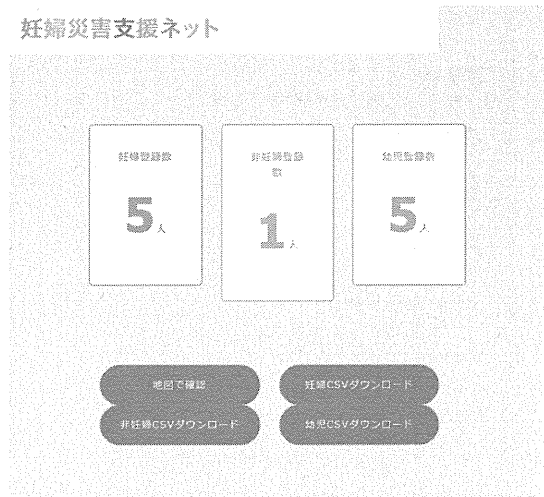 妊婦災害支援ネット
妊婦登録数
5人
非妊婦登録
数
1人
幼児登録数
5人
地図で確認
妊婦CSVダウンロード
非妊婦CSVダウンロード
幼児CSVダウンロード